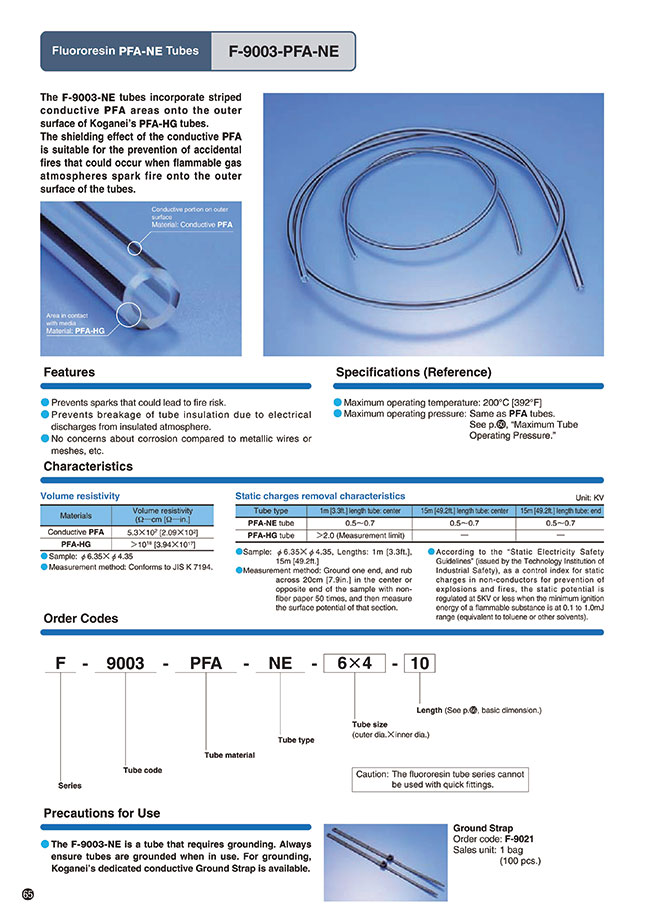 Fluororesin PFA-NE Tubes
F-9003-PFA-NE
The F-9003-NE tubes incorporate striped
conductive PFA areas onto the outer
surface of Koganei's PFA-HG tubes.
The shielding effect of the conductive PFA
is suitable for the prevention of accidental
fires that could occur when flammable gas
atmospheres spark fire onto the outer
surface of the tubes.
Conductive portion on outer
surface
Material: Conductive PFA
Area in contact
with media
Material: PFA-HG
Features
●Prevents sparks that could lead to fire risk.
●Prevents breakage of tube insulation due to electrical
discharges from insulated atmosphere.
●No concerns about corrosion compared to metallic wires or
meshes, etc.
Specifications (Reference)
●Maximum operating temperature: 200°C [392°F]
●Maximum operating pressure: Same as PFA tubes.
See p., "Maximum Tube
Operating Pressure."
Characteristics
Volume resistivity
Materials
Volume resistivity
(Ω—cm [Ω—in.]
Conductive PFA 5.3×10² [2.09×10²]
PFA-HG >10¹⁸ [3.94×10¹⁷]
●Sample: φ6.35×φ4.35
●Measurement method: Conforms to JIS K 7194.
Static charges removal characteristics
Unit: KV
Tube type 1m [3.3ft.] length tube: center 15m [49.2ft.] length tube: center 15m [49.2ft.] length tube: end
PFA-NE tube 0.5~0.7 0.5~0.7 0.5~0.7
PFA-HG tube >2.0 (Measurement limit) — —
●Sample: φ6.35×φ4.35, Lengths: 1m [3.3ft.],
15m [49.2ft.]
●Measurement method: Ground one end, and rub
across 20cm [7.9in.] in the center or
opposite end of the sample with non-
fiber paper 50 times, and then measure
the surface potential of that section.
●According to the "Static Electricity Safety
Guidelines" (issued by the Technology Institution of
Industrial Safety), as a control index for static
charges in non-conductors for prevention of
explosions and fires, the static potential is
regulated at 5KV or less when the minimum ignition
energy of a flammable substance is at 0.1 to 1.0mJ
range (equivalent to toluene or other solvents).
Order Codes
F - 9003 - PFA - NE - 6×4 - 10
Length (See p., basic dimension.)
Tube size
(outer dia.×inner dia.)
Tube type
Tube material
Tube code
Series
Caution: The fluororesin tube series cannot
be used with quick fittings.
Precautions for Use
●The F-9003-NE is a tube that requires grounding. Always
ensure tubes are grounded when in use. For grounding,
Koganei's dedicated conductive Ground Strap is available.
Ground Strap
Order code: F-9021
Sales unit: 1 bag
(100 pcs.)
65